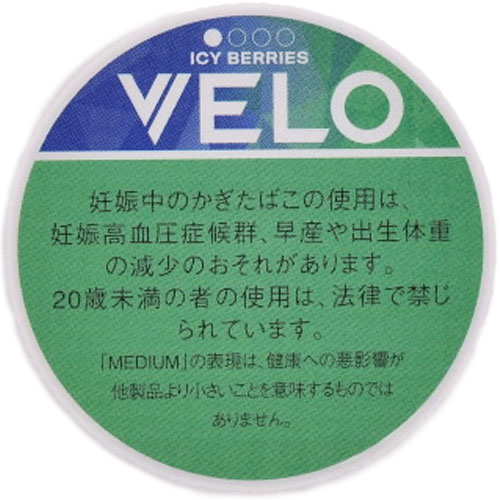 ICY BERRIES
VELO
妊娠中のかぎたばこの使用は、
妊娠高血圧症候群、早産や出生体重
の減少のおそれがあります。
20歳未満の者の使用は、法律で禁じ
られています。
「MEDIUM」の表現は、健康への悪影響が
他製品より小さいことを意味するものでは
ありません。